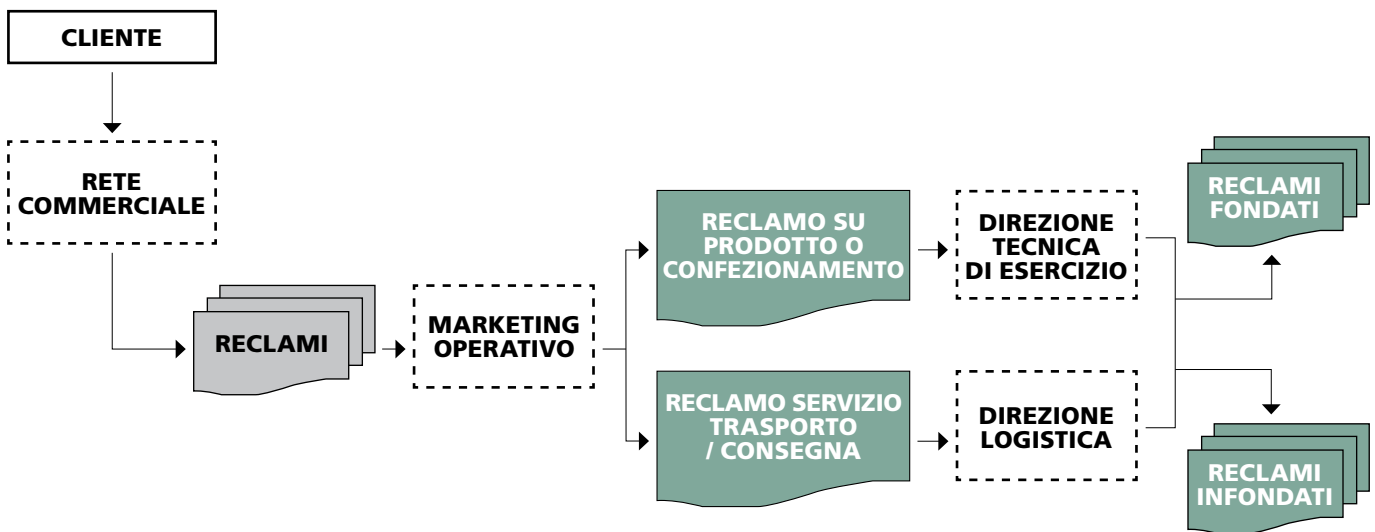 CLIENTE
RETE
COMMERCIALE
RECLAMI
MARKETING
OPERATIVO
RECLAMO SU
PRODOTTO O
CONFEZIONAMENTO
RECLAMO SERVIZIO
TRASPORTO
/ CONSEGNA
DIREZIONE
TECNICA
DI ESERCIZIO
DIREZIONE
LOGISTICA
RECLAMI
FONDATI
RECLAMI
INFONDATI